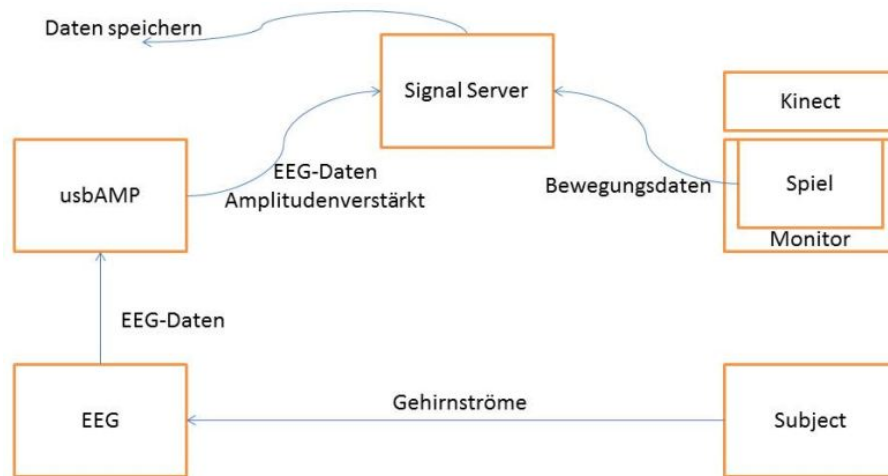 Daten speichern
Signal Server
Kinect
usbAMP
EEG-Daten
Amplitudenverstärkt
Bewegungsdaten
Spiel
Monitor
EEG-Daten
EEG
Gehirnströme
Subject